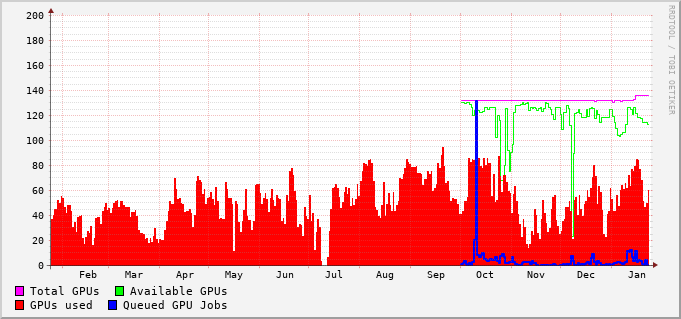 200
180
160
140
120
100
80
60
40
20
0
Feb Mar Apr May Jun Jul Aug Sep Oct Nov Dec Jan
Total GPUs Available GPUs
GPUs used Queued GPU Jobs
RRDTOOL / TOBI OETIKER